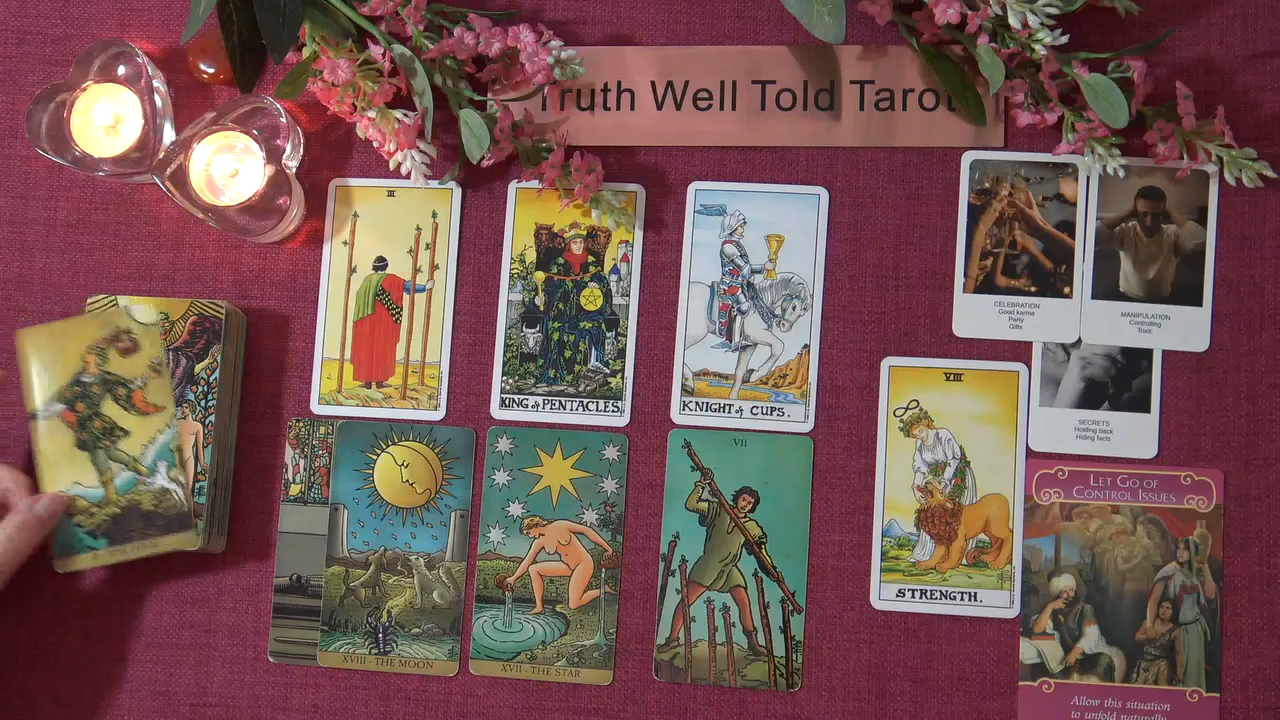 Truth Well Told Tarot
III
KING of PENTACLES.
KNIGHT of CUPS.
CELEBRATION
Good karma
Party
Gifts
MANIPULATION
Controlling
Toxic
SECRETS
Holding back
Hiding facts
VIII
STRENGTH.
XVIII - THE MOON
XVII - THE STAR
VII
LET GO OF
CONTROL ISSUES
Allow this situation
to unfold naturally